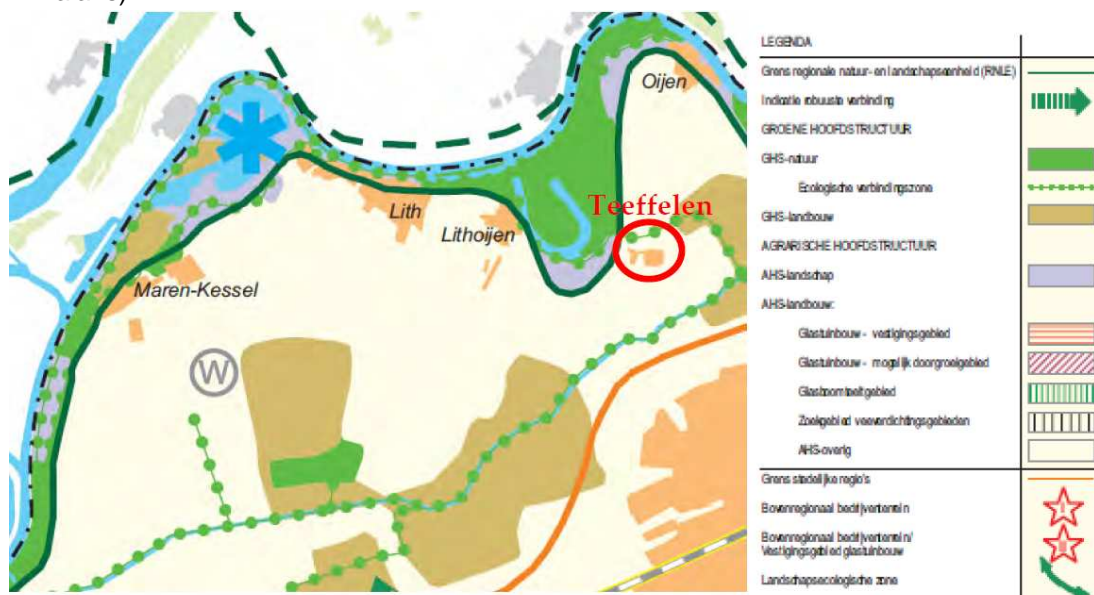 Oijen
Teeffelen
Lith
Lithoijen
Maren-Kessel
W
LEGENDA
Grens regionale natuur- en landschapseenheid (RNLE)
Indicatie robuuste verbinding
GROENE HOOFDSTRUCTUUR
GHS-natuur
Ecologische verbindingszone
GHS-landbouw
AGRARISCHE HOOFDSTRUCTUUR
AHS-landschap
AHS-landbouw:
Glastuinbouw - vestigingsgebied
Glastuinbouw - mogelijk doorgroeigebied
Glasboomteeltgebied
Zoekgebied veeverdichtingsgebieden
AHS-overig
Grens stedelijke regio's
Bovenregionaal bedrijventerrein
Bovenregionaal bedrijventerrein/
Vestigingsgebied glastuinbouw
Landschapsecologische zone